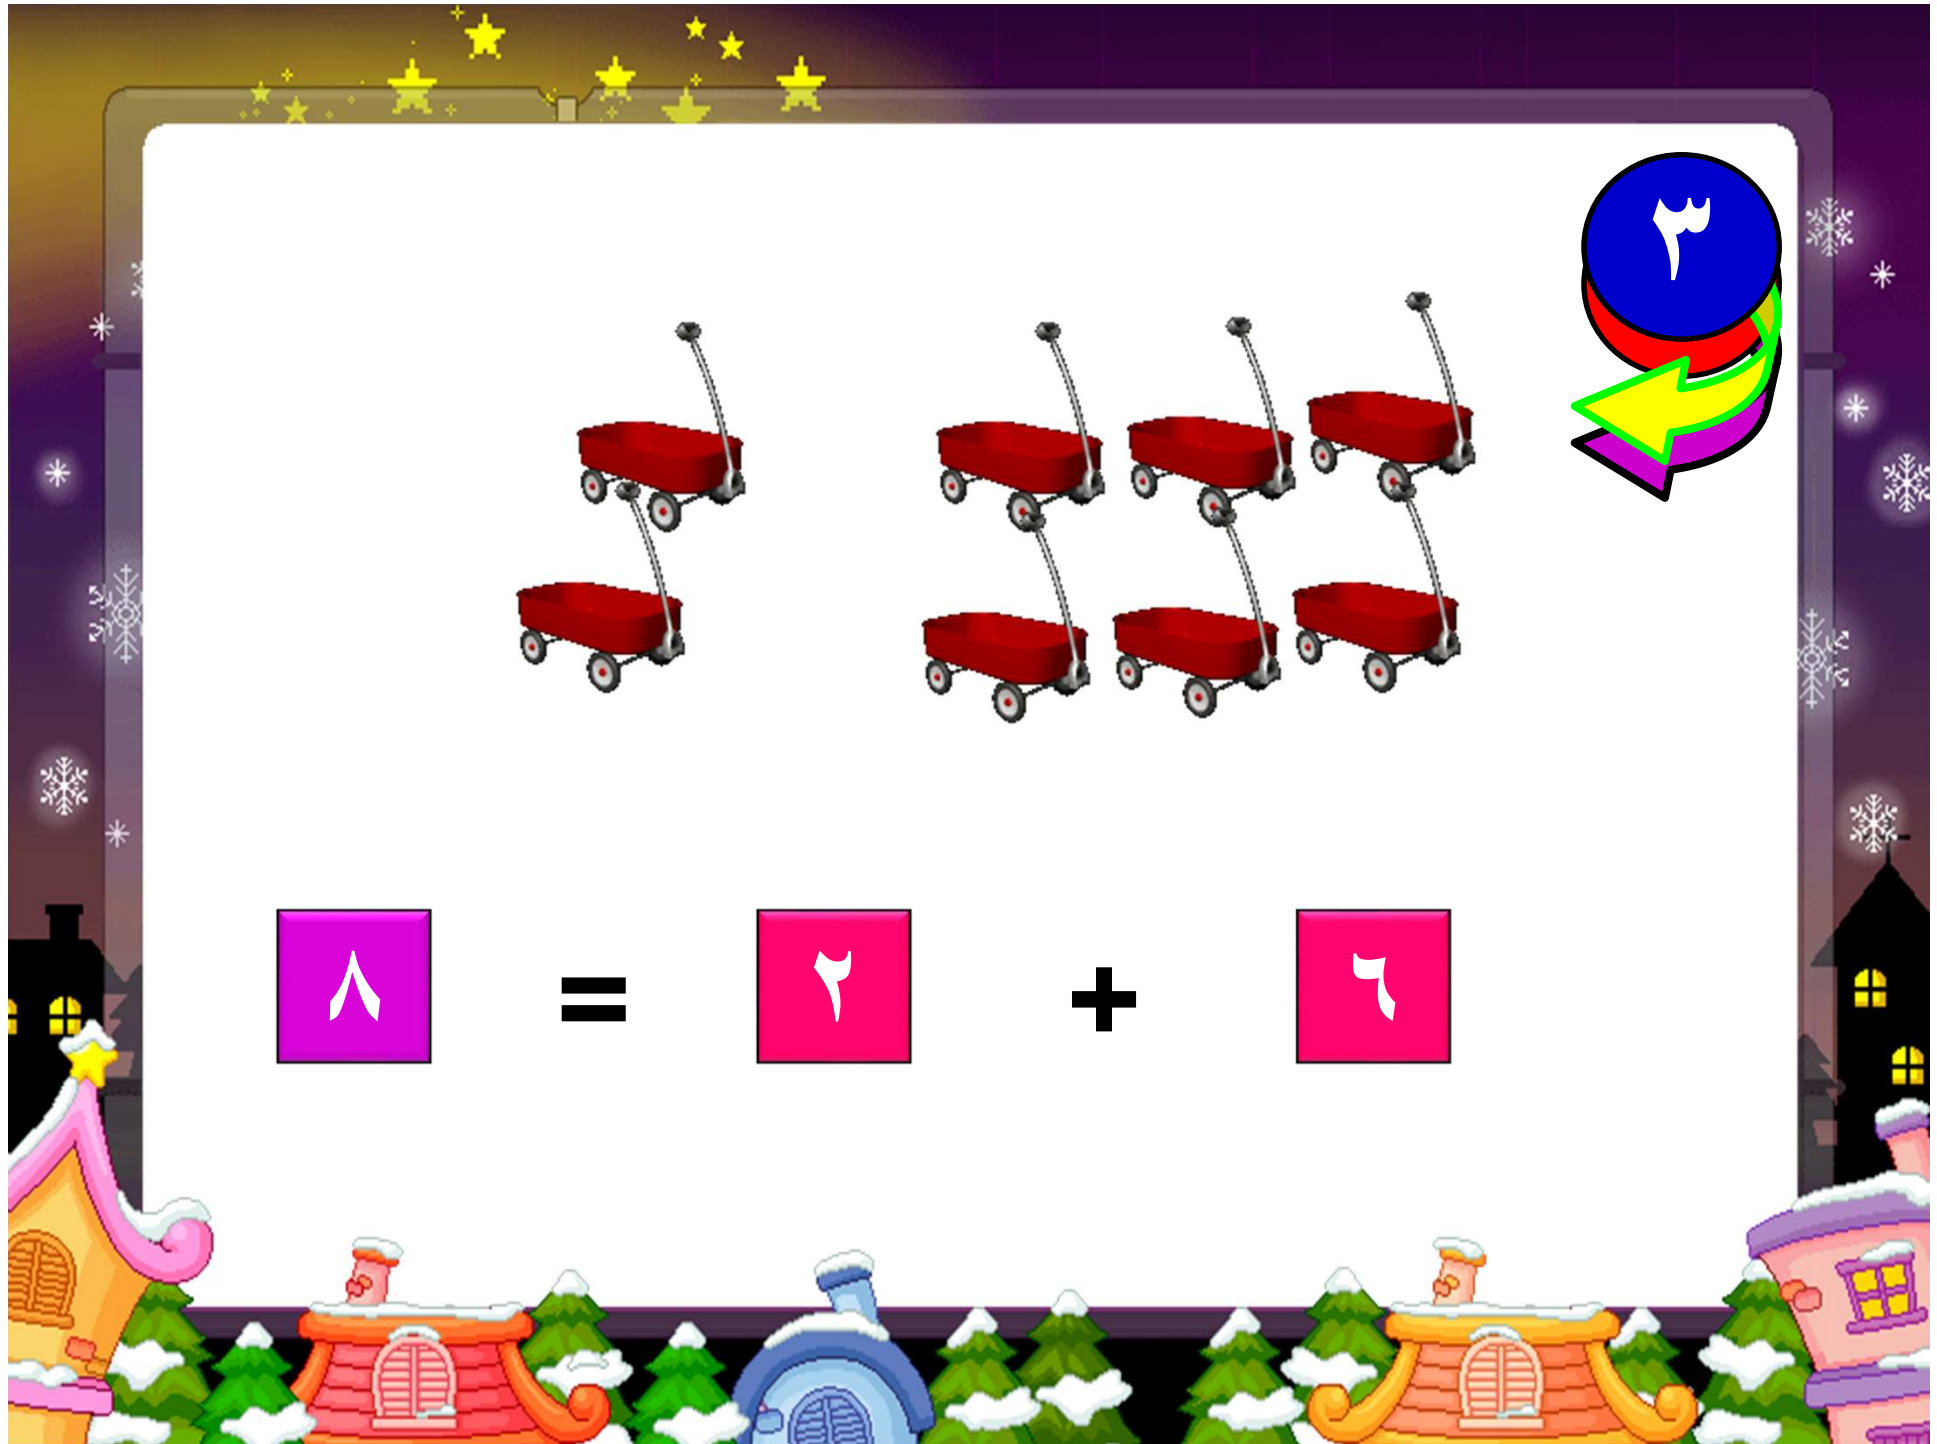 ٣
٦ + ٢ = ٨